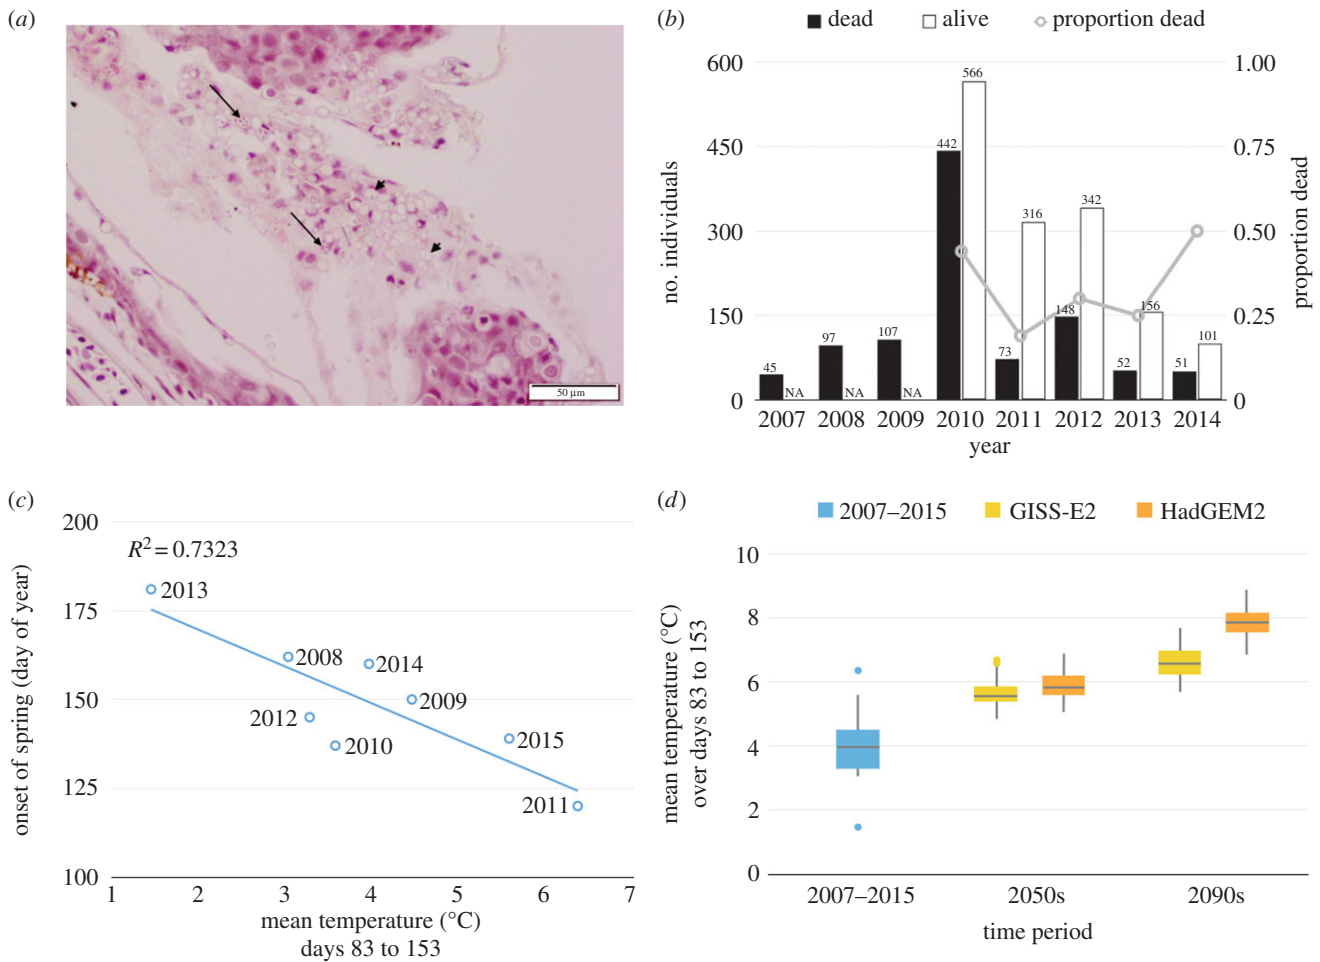 (a)
50 µm
(b)
dead alive proportion dead
600
450
300
150
0
no. individuals
1.00
0.75
0.50
0.25
0
proportion dead
45 NA
97 NA
107 NA
442 566
73 316
148 342
52 156
51 101
2007 2008 2009 2010 2011 2012 2013 2014
year
(c)
200
175
150
125
100
onset of spring (day of year)
R² = 0.7323
2013
2008
2014
2009
2012
2010
2015
2011
1 2 3 4 5 6 7
mean temperature (°C)
days 83 to 153
(d)
2007–2015 GISS-E2 HadGEM2
10
8
6
4
2
0
mean temperature (°C)
over days 83 to 153
2007–2015 2050s 2090s
time period